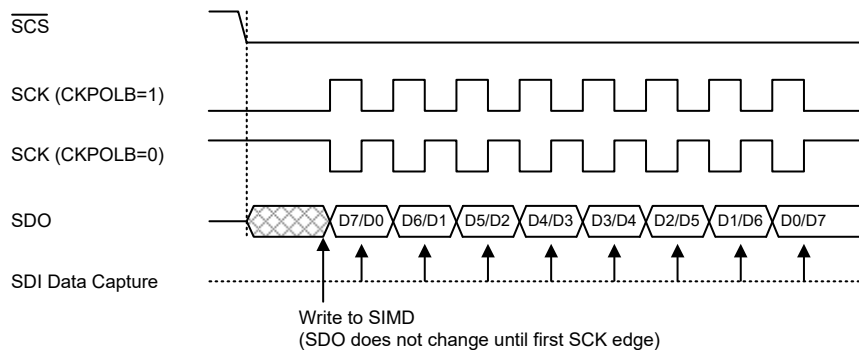 SCS
SCK (CKPOLB=1)
SCK (CKPOLB=0)
SDO D7/D0 D6/D1 D5/D2 D4/D3 D3/D4 D2/D5 D1/D6 D0/D7
SDI Data Capture
Write to SIMD
(SDO does not change until first SCK edge)